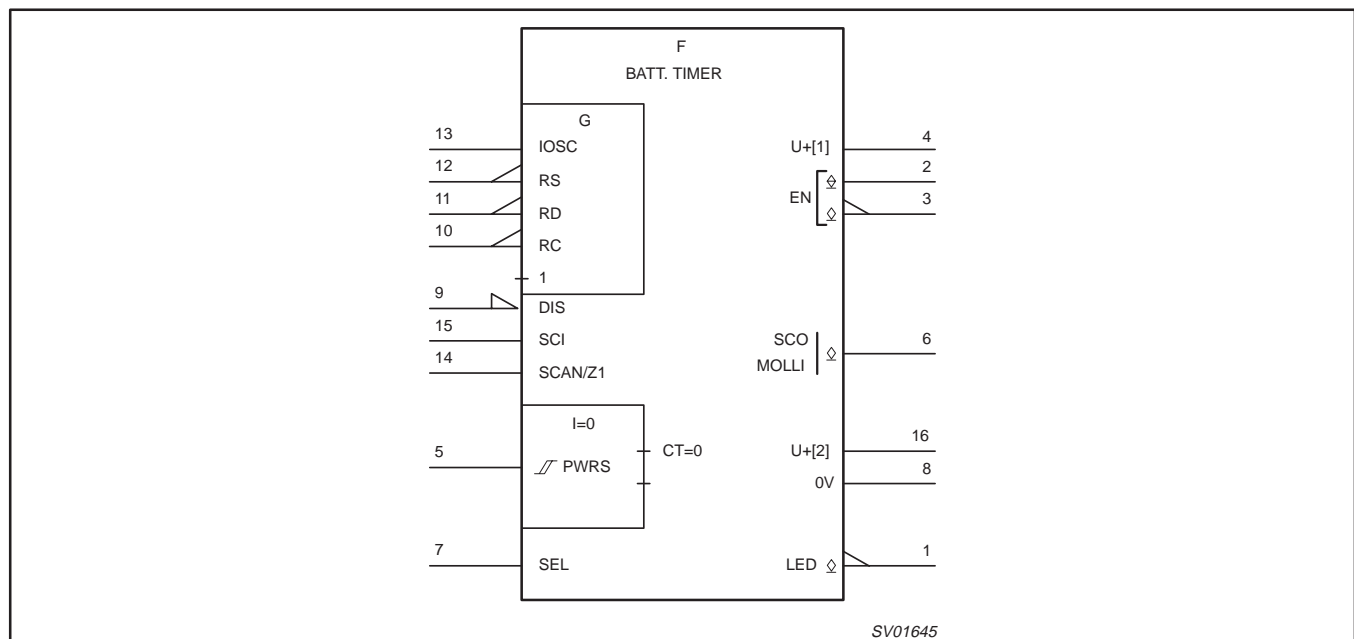 F
BATT. TIMER
G
13 IOSC U+[1] 4
12 RS 2
EN
11 RD 3
10 RC
1
9 DIS
15 SCI SCO 6
MOLLI
14 SCAN/Z1
I=0
CT=0 U+[2] 16
5 PWRS
0V 8
7 SEL LED 1
SV01645